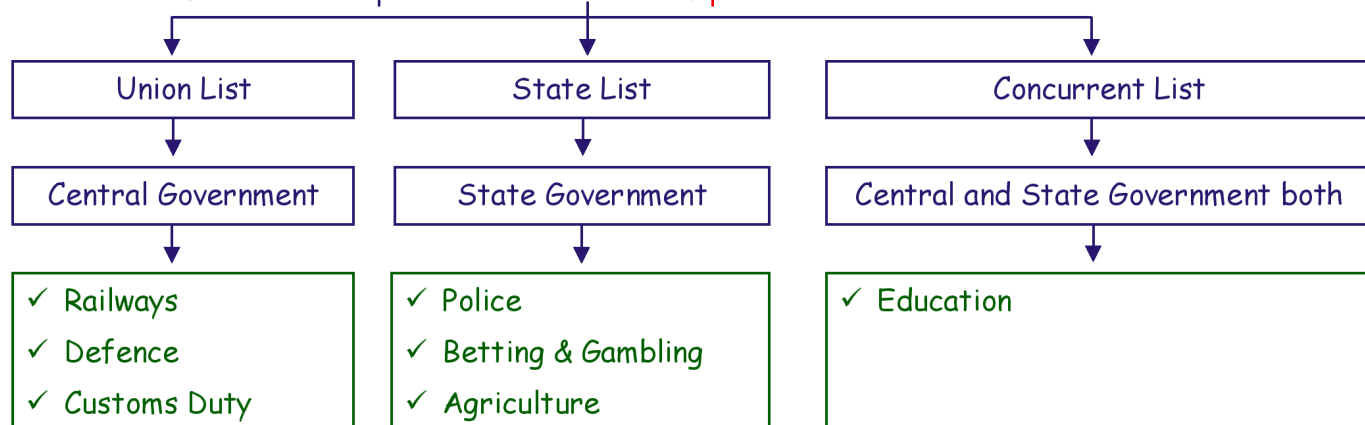 Union List
State List
Concurrent List
Central Government
State Government
Central and State Government both
✓ Railways
✓ Defence
✓ Customs Duty
✓ Police
✓ Betting & Gambling
✓ Agriculture
✓ Education